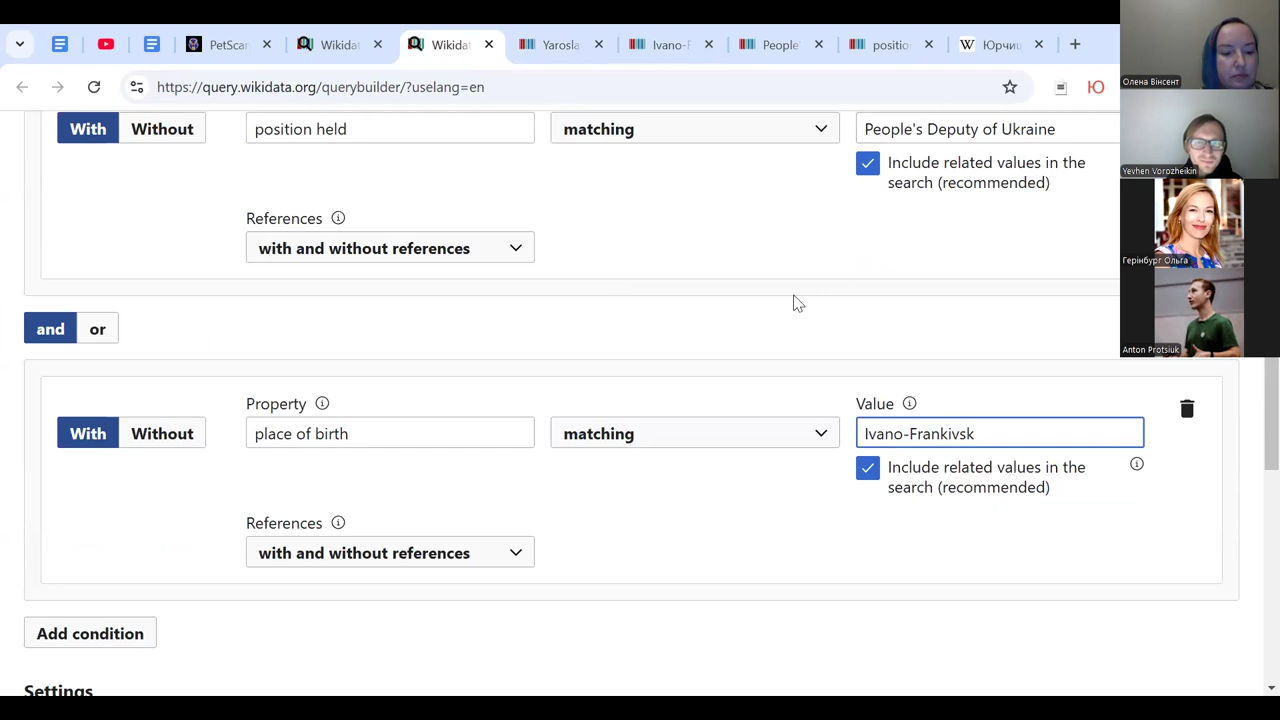 PetScar
Wikidat
Wikidat
Yarosla
Ivano-F
People
position
Юрчиш
https://query.wikidata.org/querybuilder/?uselang=en
Ю
Олена Вінсент
Yevhen Vorozheikin
Герінбург Ольга
Anton Protsiuk
With
Without
position held
matching
People's Deputy of Ukraine
Include related values in the
search (recommended)
References
with and without references
and
or
Property
Value
With
Without
place of birth
matching
Ivano-Frankivsk
Include related values in the
search (recommended)
References
with and without references
Add condition
Settings